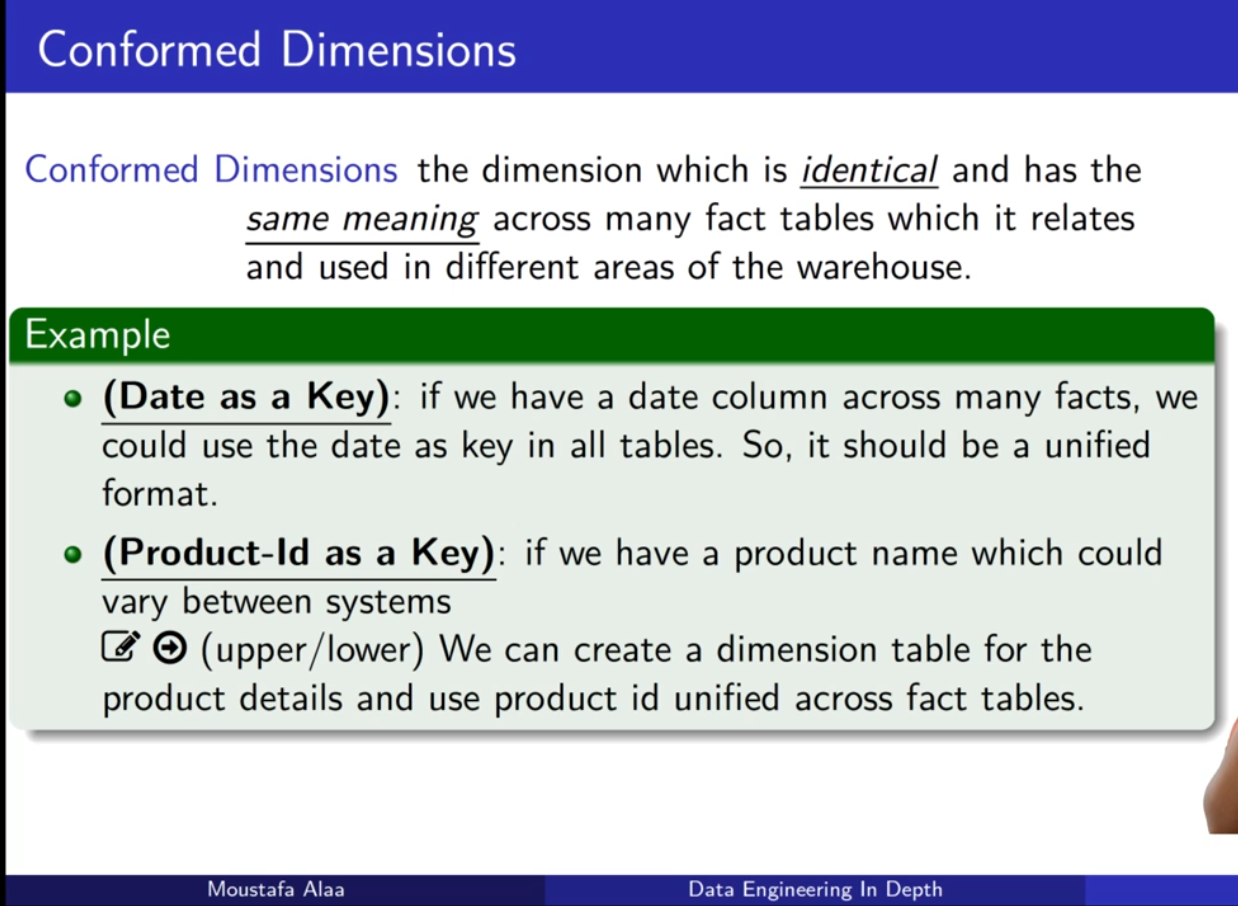 Conformed Dimensions
Conformed Dimensions the dimension which is identical and has the
same meaning across many fact tables which it relates
and used in different areas of the warehouse.
Example
(Date as a Key): if we have a date column across many facts, we
could use the date as key in all tables. So, it should be a unified
format.
(Product-Id as a Key): if we have a product name which could
vary between systems
(upper/lower) We can create a dimension table for the
product details and use product id unified across fact tables.
Moustafa Alaa
Data Engineering In Depth